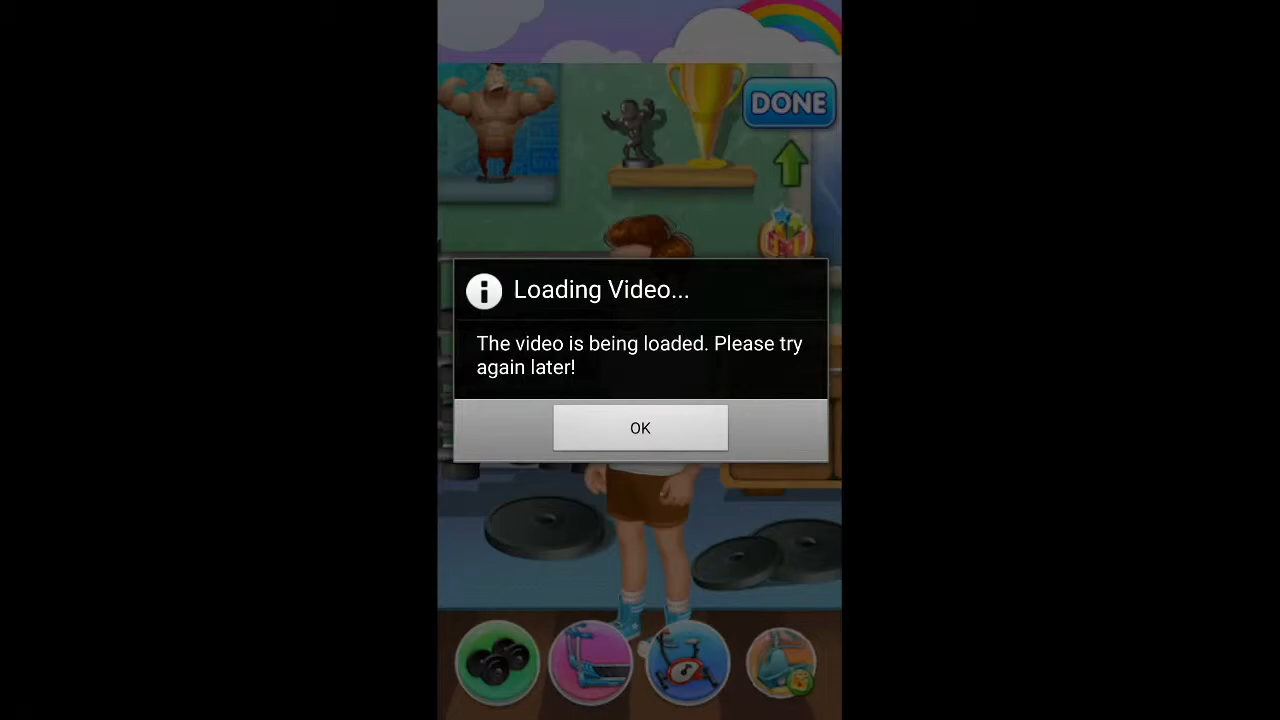 DONE
Loading Video...
The video is being loaded. Please try
again later!
OK